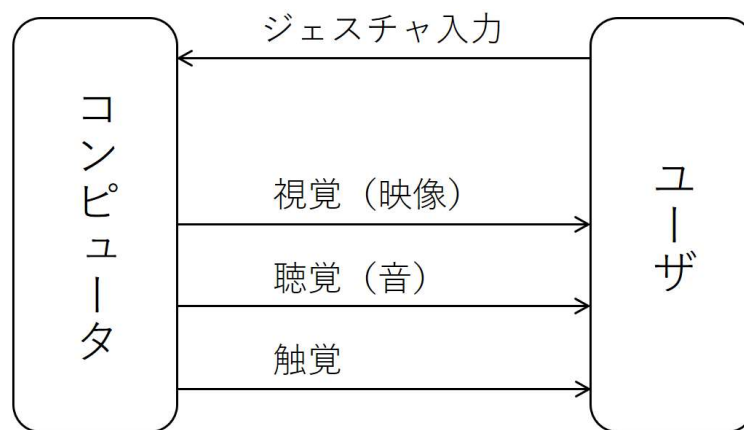 ジェスチャ入力
コンピュータ
視覚（映像）
聴覚（音）
触覚
ユーザ